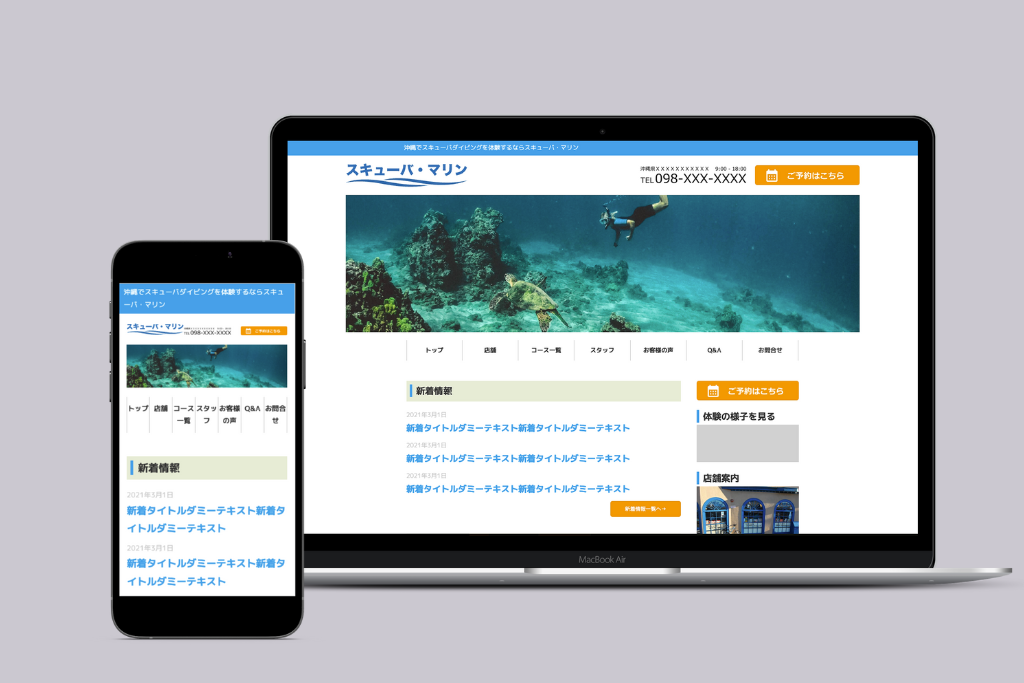 沖縄でスキューバダイビングを体験するならスキューバ・マリン
スキューバ・マリン
沖縄県XXXXXXXXXXX 9:00 - 18:00
TEL098-XXX-XXXX
ご予約はこちら
トップ
店舗
コース一覧
スタッフ
お客様の声
Q&A
お問合せ
新着情報
2021年3月1日
新着タイトルダミーテキスト新着タイトルダミーテキスト
2021年3月1日
新着タイトルダミーテキスト新着タイトルダミーテキスト
2021年3月1日
新着タイトルダミーテキスト新着タイトルダミーテキスト
新着情報一覧へ→
ご予約はこちら
体験の様子を見る
店舗案内
MacBook Air
沖縄でスキューバダイビングを体験するならスキュ
ーバ・マリン
スキューバ・マリン
TEL098-XXX-XXXX
ご予約はこちら
トップ
店舗
コース
一覧
スタッ
フ
お客様
の声
Q&A
お問合
せ
新着情報
2021年3月1日
新着タイトルダミーテキスト新着タ
イトルダミーテキスト
2021年3月1日
新着タイトルダミーテキスト新着タ
イトルダミーテキスト